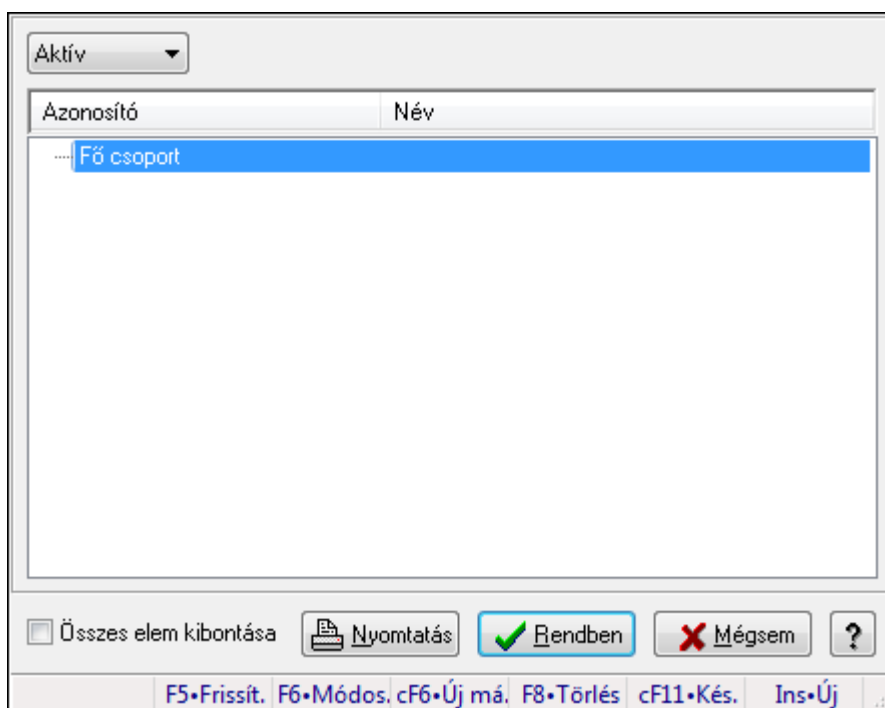 Aktív
Azonosító Név
Fő csoport
Összes elem kibontása Nyomtatás Rendben Mégsem ?
F5•Frissít. F6•Módos. cF6•Új má. F8•Törlés cF11•Kés. Ins•Új